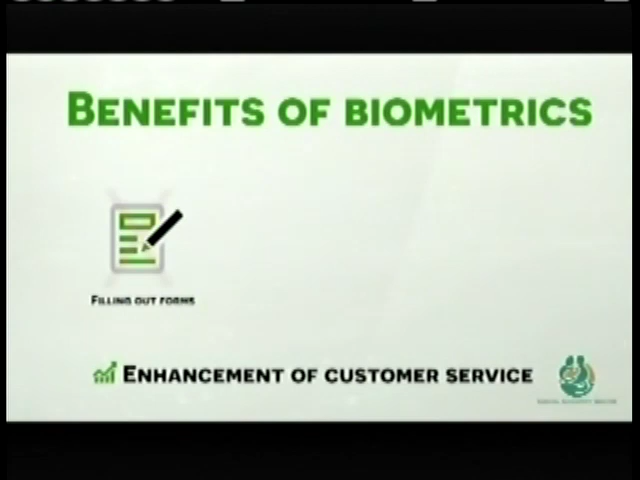 BENEFITS OF BIOMETRICS
FILLING OUT FORMS
ENHANCEMENT OF CUSTOMER SERVICE